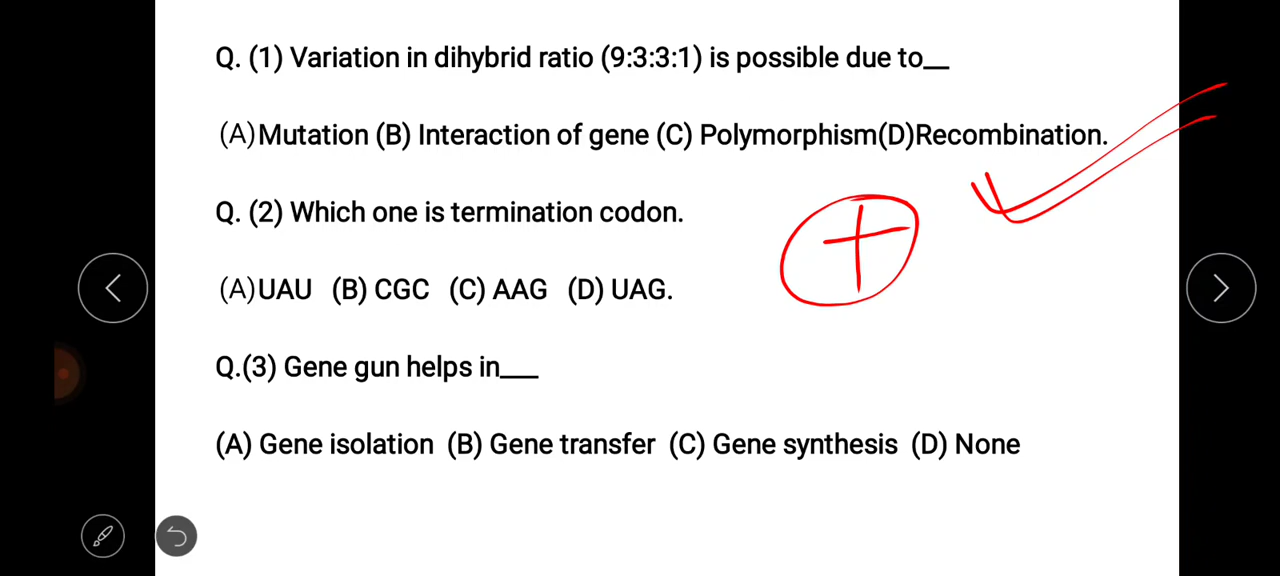 Q. (1) Variation in dihybrid ratio (9:3:3:1) is possible due to__
(A)Mutation (B) Interaction of gene (C) Polymorphism(D)Recombination.
Q. (2) Which one is termination codon.
(A)UAU (B) CGC (C) AAG (D) UAG.
Q.(3) Gene gun helps in___
(A) Gene isolation (B) Gene transfer (C) Gene synthesis (D) None